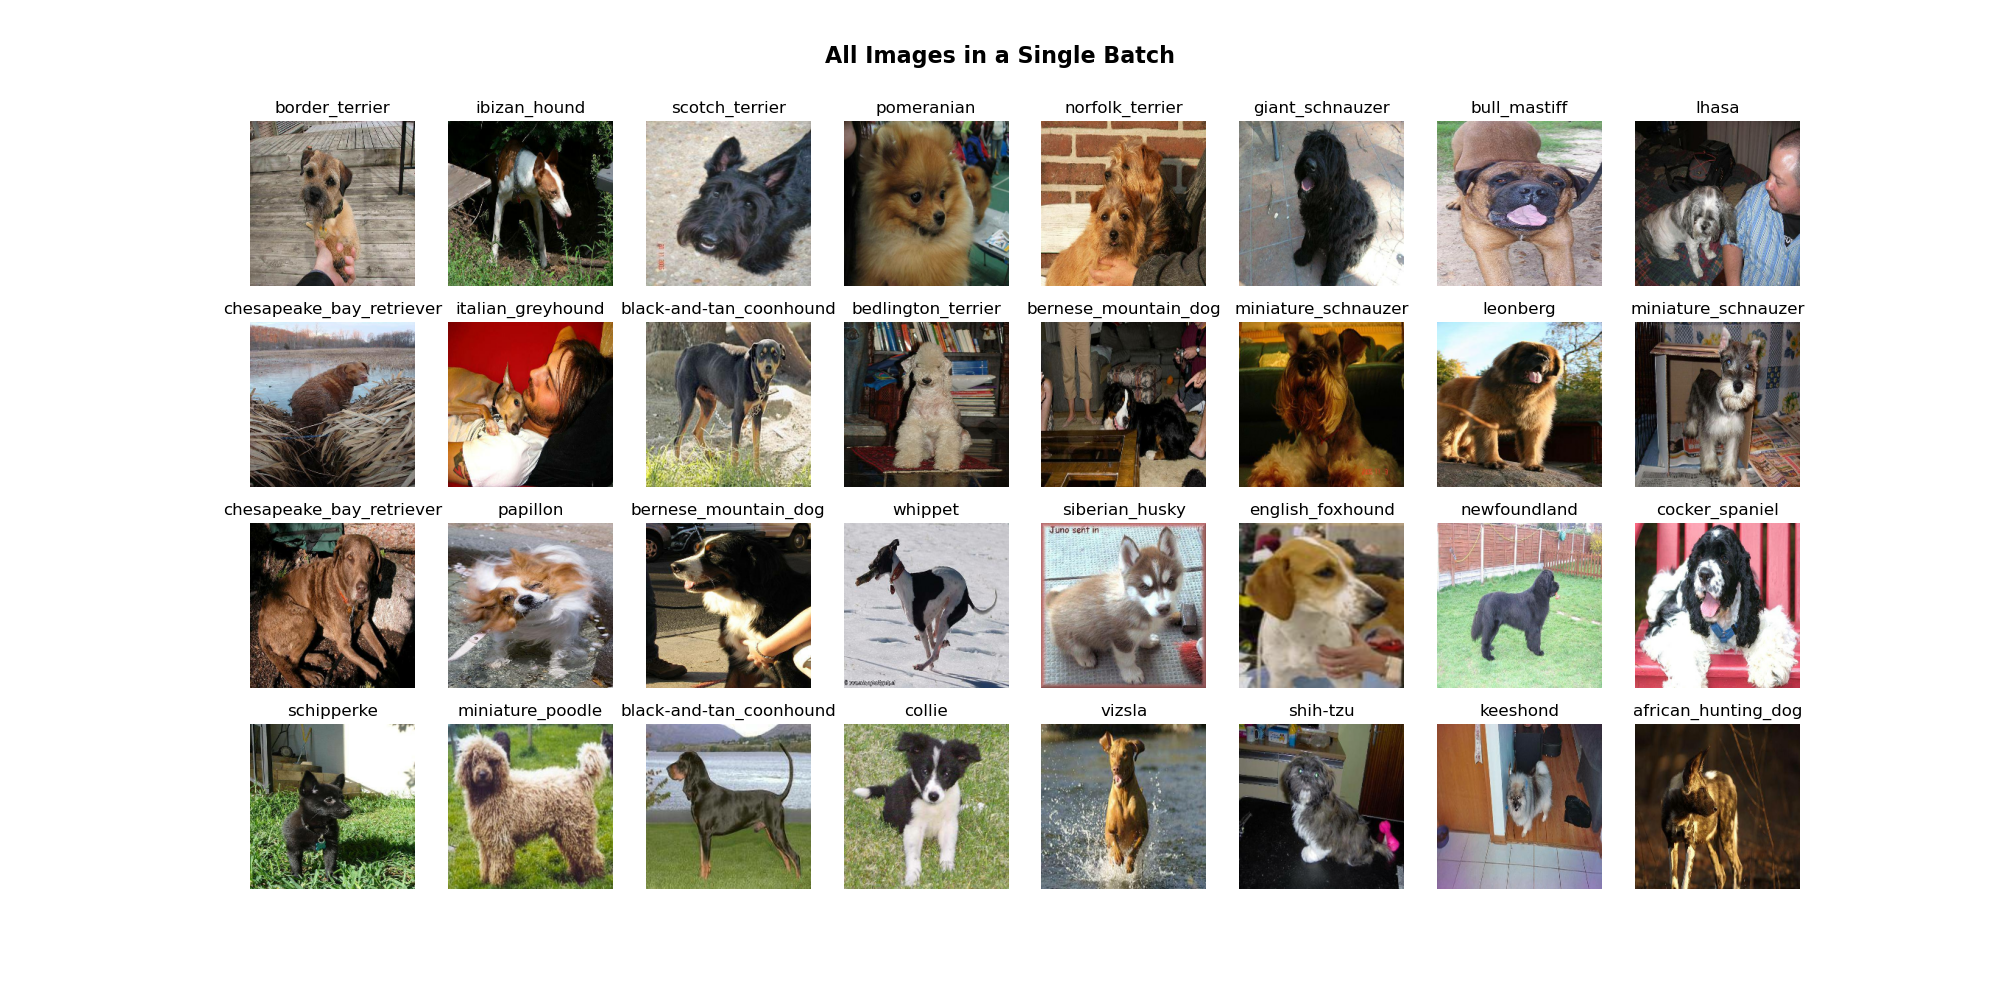 All Images in a Single Batch
border_terrier ibizan_hound scotch_terrier pomeranian norfolk_terrier giant_schnauzer bull_mastiff lhasa
chesapeake_bay_retriever italian_greyhound black-and-tan_coonhound bedlington_terrier bernese_mountain_dog miniature_schnauzer leonberg miniature_schnauzer
chesapeake_bay_retriever papillon bernese_mountain_dog whippet siberian_husky english_foxhound newfoundland cocker_spaniel
Juno sent in
schipperke miniature_poodle black-and-tan_coonhound collie vizsla shih-tzu keeshond african_hunting_dog